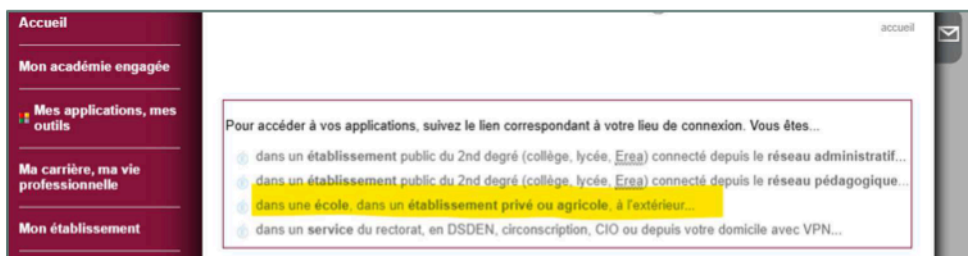 Accueil
Mon académie engagée
Mes applications, mes
outils
Ma carrière, ma vie
professionnelle
Mon établissement
accueil
Pour accéder à vos applications, suivez le lien correspondant à votre lieu de connexion. Vous êtes...
dans un établissement public du 2nd degré (collège, lycée, Erea) connecté depuis le réseau administratif...
dans un établissement public du 2nd degré (collège, lycée, Erea) connecté depuis le réseau pédagogique...
dans une école, dans un établissement privé ou agricole, à l'extérieur...
dans un service du rectorat, en DSDEN, circonscription, CIO ou depuis votre domicile avec VPN...